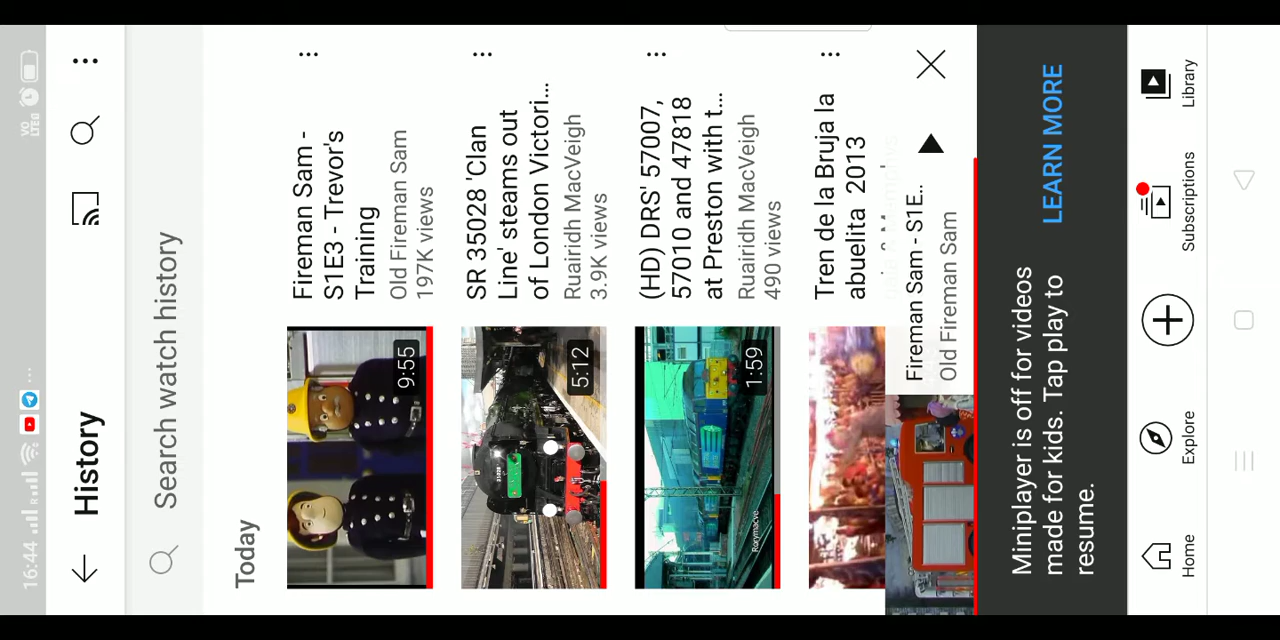 16:44
VO
LTE
History
Search watch history
Today
Fireman Sam -
S1E3 - Trevor's
Training
Old Fireman Sam
197K views
9:55
SR 35028 'Clan
Line' steams out
of London Victori...
Ruairidh MacVeigh
3.9K views
5:12
(HD) DRS' 57007,
57010 and 47818
at Preston with t...
Ruairidh MacVeigh
490 views
1:59
Tren de la Bruja la
abuelita 2013
Fireman Sam - S1E..
Old Fireman Sam
Miniplayer is off for videos
made for kids. Tap play to
resume.
LEARN MORE
Home
Explore
Subscriptions
Library